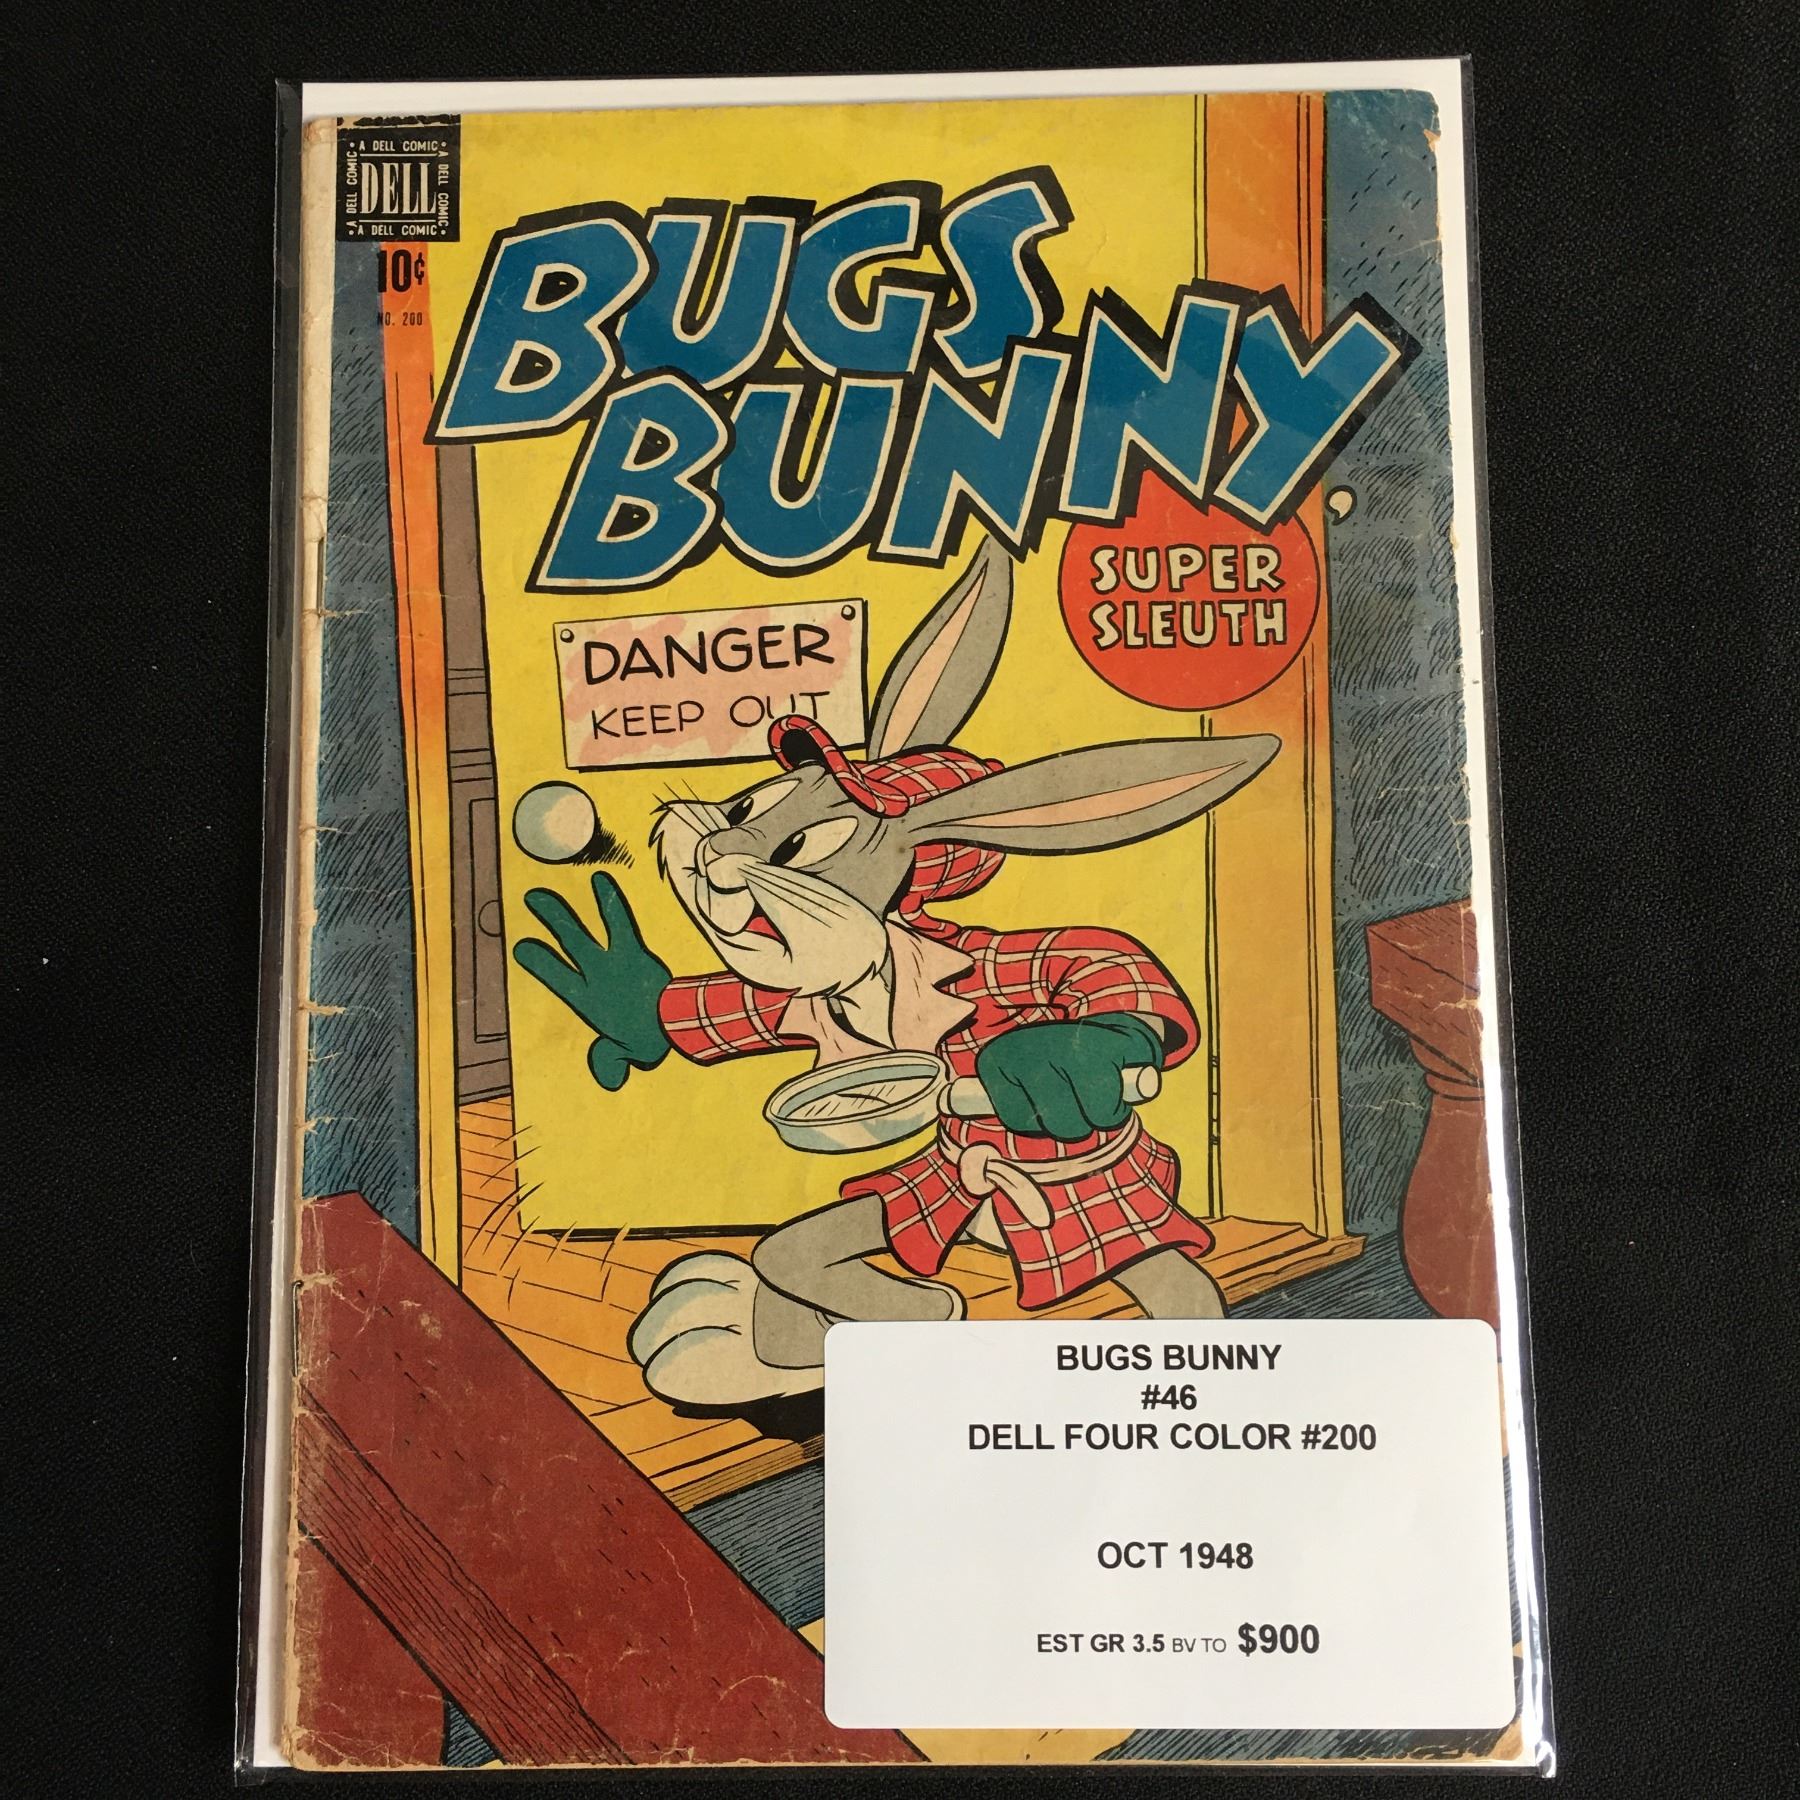 A DELL COMIC
A DELL COMIC
A DELL COMIC
DELL
A DELL COMIC
10¢
NO. 200
BUGS
BUNNY,
SUPER
SLEUTH
DANGER
KEEP OUT
BUGS BUNNY
#46
DELL FOUR COLOR #200
OCT 1948
EST GR 3.5 BV TO $900